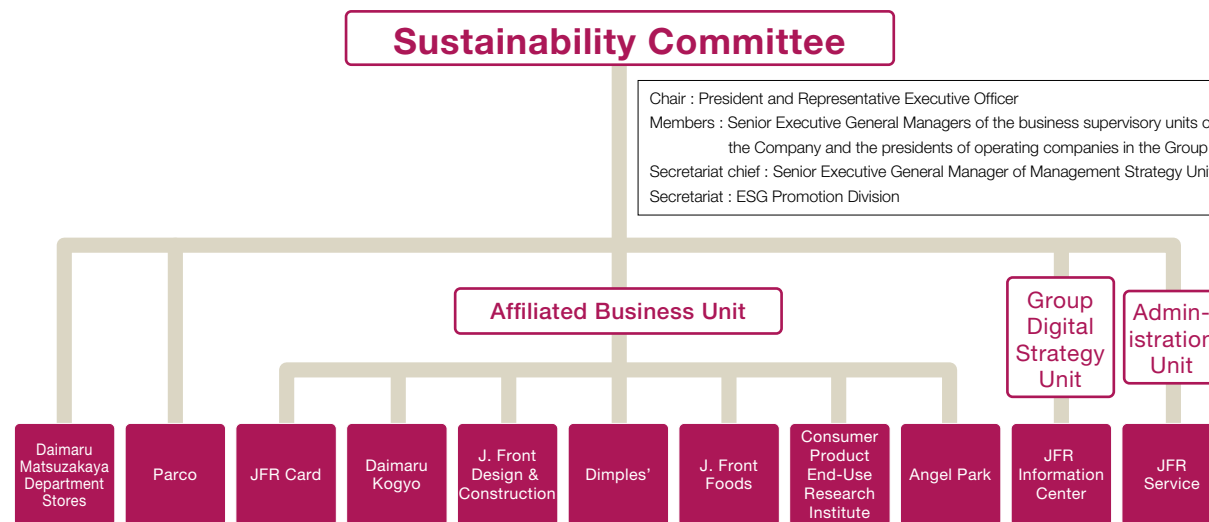 Sustainability Committee
Chair : President and Representative Executive Officer
Members : Senior Executive General Managers of the business supervisory units
the Company and the presidents of operating companies in the Group
Secretariat chief : Senior Executive General Manager of Management Strategy
Secretariat : ESG Promotion Division
Affiliated Business Unit
Group
Digital
Strategy
Unit
Admin-
istration
Unit
Daimaru
Matsuzakaya
Department
Stores
Parco
JFR Card
Daimaru
Kogyo
J. Front
Design &
Construction
Dimples’
J. Front
Foods
Consumer
Product
End-Use
Research
Institute
Angel Park
JFR
Information
Center
JFR
Service